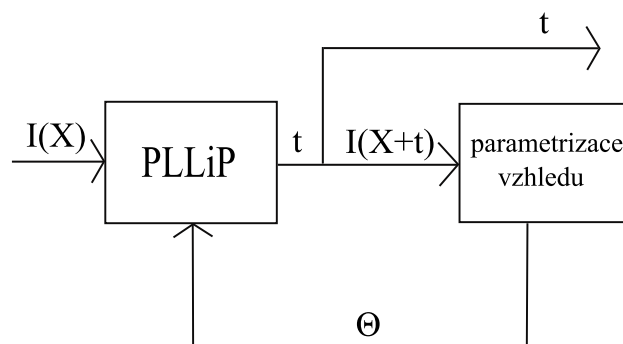 t
I(X)
PLLiP
t
I(X+t)
parametrizace
vzhledu
Θ